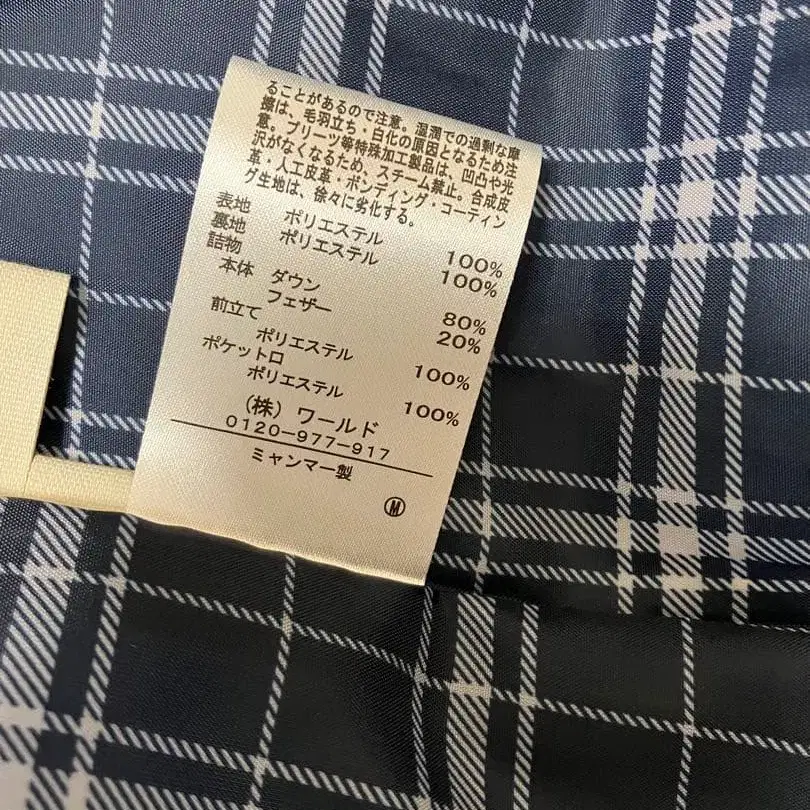 ることがあるので注意。湿潤での過剰な摩
擦は、毛羽立ち・白化の原因となるため注
意。プリーツ等特殊加工製品は、凹凸や光
沢がなくなるため、スチーム禁止。合成皮
革・人工皮革・ボンディング・コーティン
グ生地は、徐々に劣化する。
表地 ポリエステル 100%
裏地 ポリエステル 100%
詰物
本体 ダウン 80%
フェザー 20%
前立て
ポリエステル 100%
ポケット口
ポリエステル 100%
(株) ワールド
0120-977-917
ミャンマー製
M